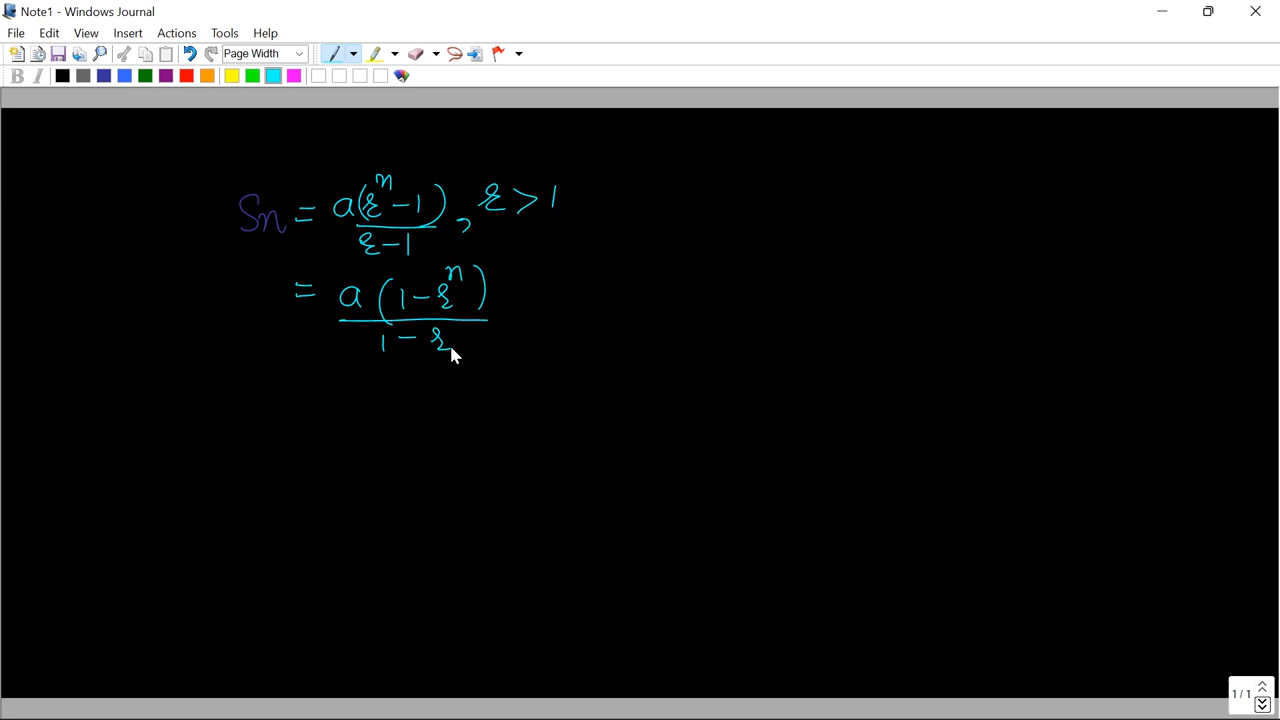 Note1 - Windows Journal
File Edit View Insert Actions Tools Help
Page Width
B I
Sn = a(r^n - 1) / r - 1 , r > 1
= a (1 - r^n) / 1 - r
1/1